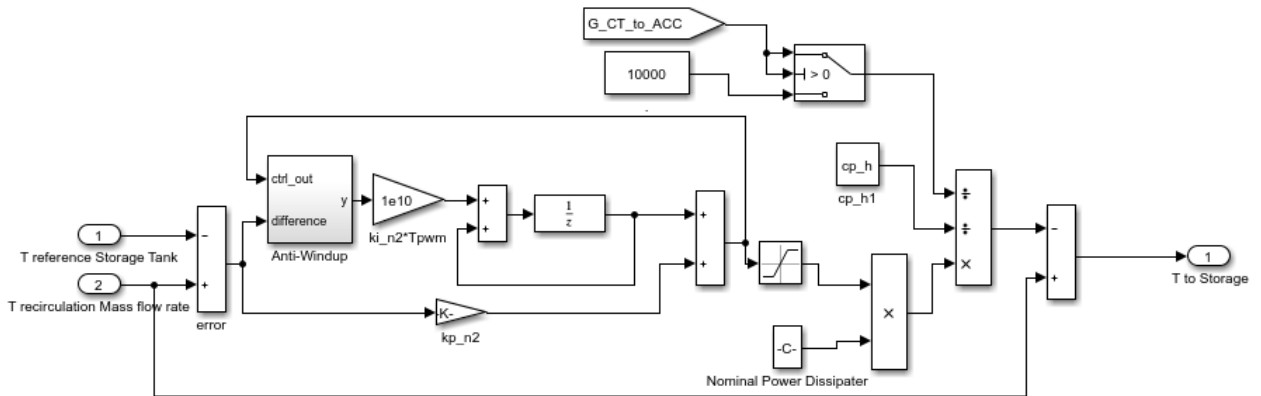 G_CT_to_ACC
10000
> 0
ctrl_out
difference
y
Anti-Windup
1e10
ki_n2*Tpwm
+
+
1
z
+
+
cp_h
cp_h1
÷
÷
×
−
+
1
T to Storage
1
T reference Storage Tank
2
T recirculation Mass flow rate
−
+
error
-K-
kp_n2
×
-C-
Nominal Power Dissipater